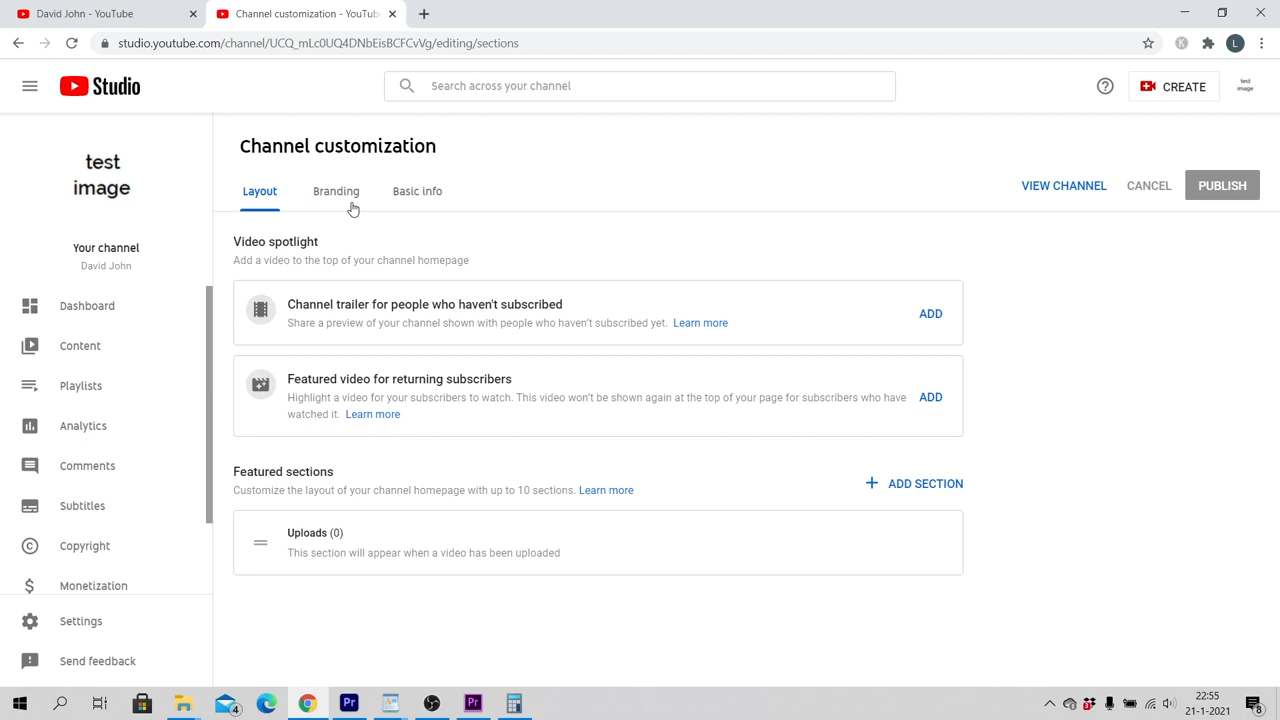 David John - YouTube
Channel customization - YouTube
studio.youtube.com/channel/UCQ_mLc0UQ4DNbEisBCFCvVg/editing/sections
K
L
Studio
Search across your channel
CREATE
test
image
test
image
Your channel
David John
Dashboard
Content
Playlists
Analytics
Comments
Subtitles
Copyright
Monetization
Settings
Send feedback
Channel customization
Layout
Branding
Basic info
VIEW CHANNEL
CANCEL
PUBLISH
Video spotlight
Add a video to the top of your channel homepage
Channel trailer for people who haven't subscribed
Share a preview of your channel shown with people who haven't subscribed yet. Learn more
ADD
Featured video for returning subscribers
Highlight a video for your subscribers to watch. This video won't be shown again at the top of your page for subscribers who have
watched it. Learn more
ADD
Featured sections
Customize the layout of your channel homepage with up to 10 sections. Learn more
+ ADD SECTION
Uploads (0)
This section will appear when a video has been uploaded
4
Pr
Pr
22:55
21-1-2021
8